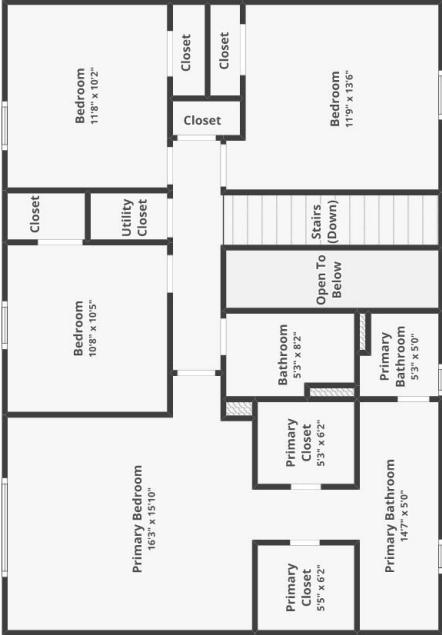 Bedroom
11'8" x 10'2"
Closet
Closet
Closet
Bedroom
11'9" x 13'6"
Closet
Utility
Closet
Stairs
(Down)
Open To
Below
Bedroom
10'8" x 10'5"
Bathroom
5'3" x 8'2"
Primary
Bathroom
5'3" x 5'0"
Primary
Closet
5'3" x 6'2"
Primary Bedroom
16'3" x 15'10"
Primary Bathroom
14'7" x 5'0"
Primary
Closet
5'5" x 6'2"